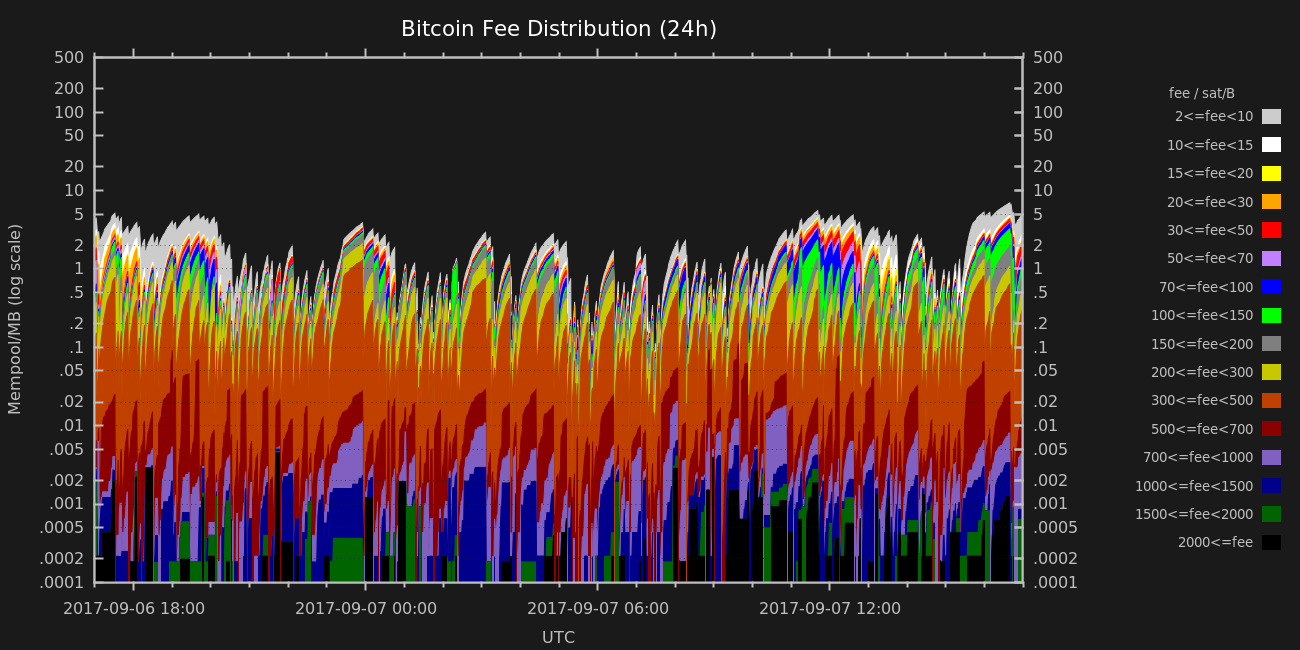 Bitcoin Fee Distribution (24h)
500
200
100
50
20
10
5
2
1
.5
.2
.1
.05
.02
.01
.005
.002
.001
.0005
.0002
.0001
Mempool/MB (log scale)
500
200
100
50
20
10
5
2
1
.5
.2
.1
.05
.02
.01
.005
.002
.001
.0005
.0002
.0001
2017-09-06 18:00
2017-09-07 00:00
2017-09-07 06:00
2017-09-07 12:00
UTC
fee / sat/B
2<=fee<10
10<=fee<15
15<=fee<20
20<=fee<30
30<=fee<50
50<=fee<70
70<=fee<100
100<=fee<150
150<=fee<200
200<=fee<300
300<=fee<500
500<=fee<700
700<=fee<1000
1000<=fee<1500
1500<=fee<2000
2000<=fee